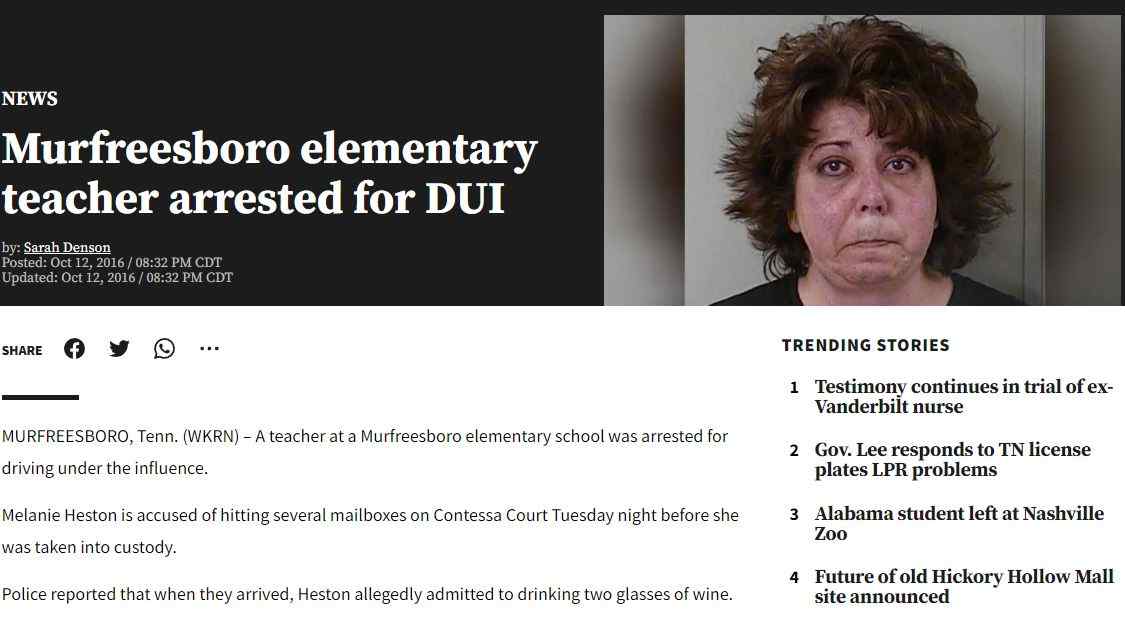 NEWS
Murfreesboro elementary
teacher arrested for DUI
by: Sarah Denson
Posted: Oct 12, 2016 / 08:32 PM CDT
Updated: Oct 12, 2016 / 08:32 PM CDT
SHARE
MURFREESBORO, Tenn. (WKRN) – A teacher at a Murfreesboro elementary school was arrested for
driving under the influence.
Melanie Heston is accused of hitting several mailboxes on Contessa Court Tuesday night before she
was taken into custody.
Police reported that when they arrived, Heston allegedly admitted to drinking two glasses of wine.
TRENDING STORIES
1 Testimony continues in trial of ex-
Vanderbilt nurse
2 Gov. Lee responds to TN license
plates LPR problems
3 Alabama student left at Nashville
Zoo
4 Future of old Hickory Hollow Mall
site announced